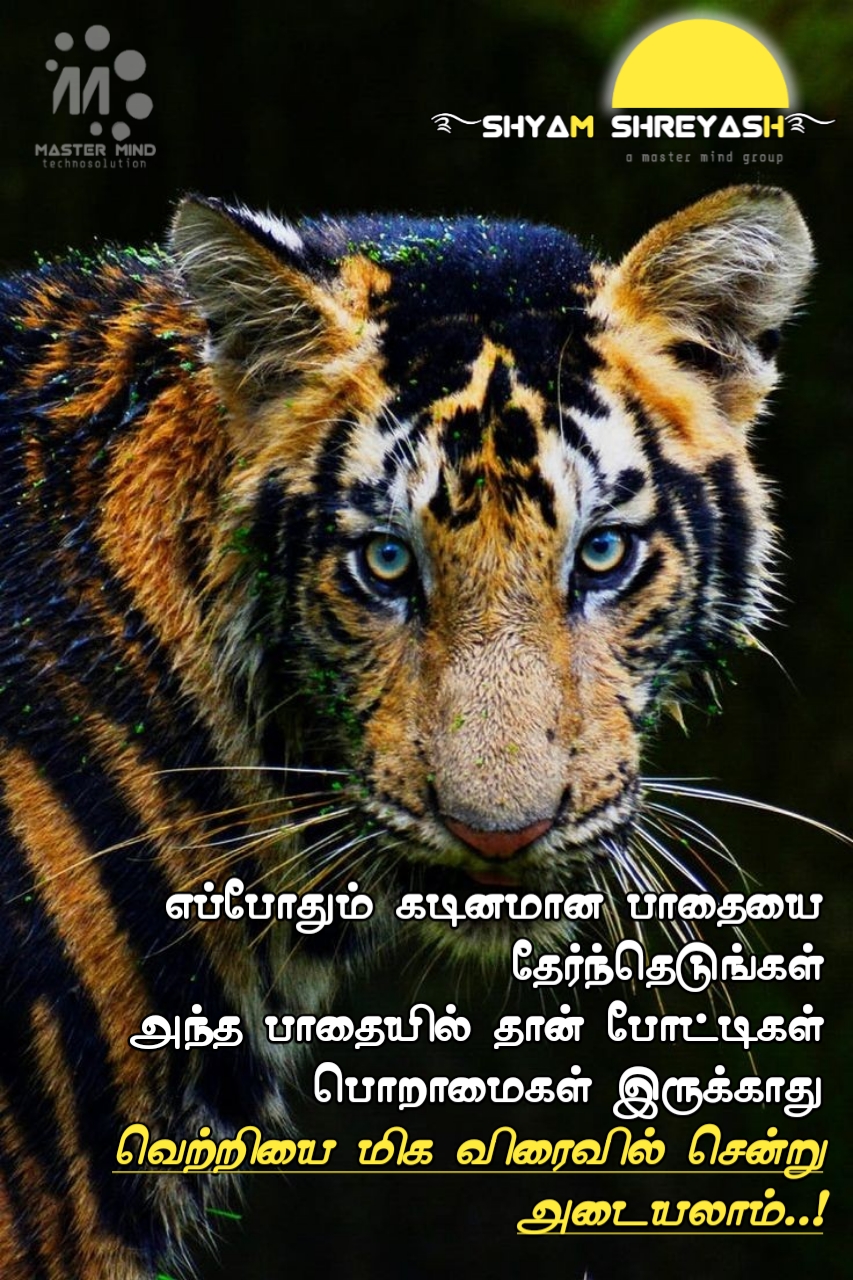 M
MASTER MIND
technosolution
SHYAM SHREYASH
a master mind group
எப்போதும் கடினமான பாதையை
தேர்ந்தெடுங்கள்
அந்த பாதையில் தான் போட்டிகள்
பொறாமைகள் இருக்காது
வெற்றியை மிக விரைவில் சென்று
அடையலாம்..!